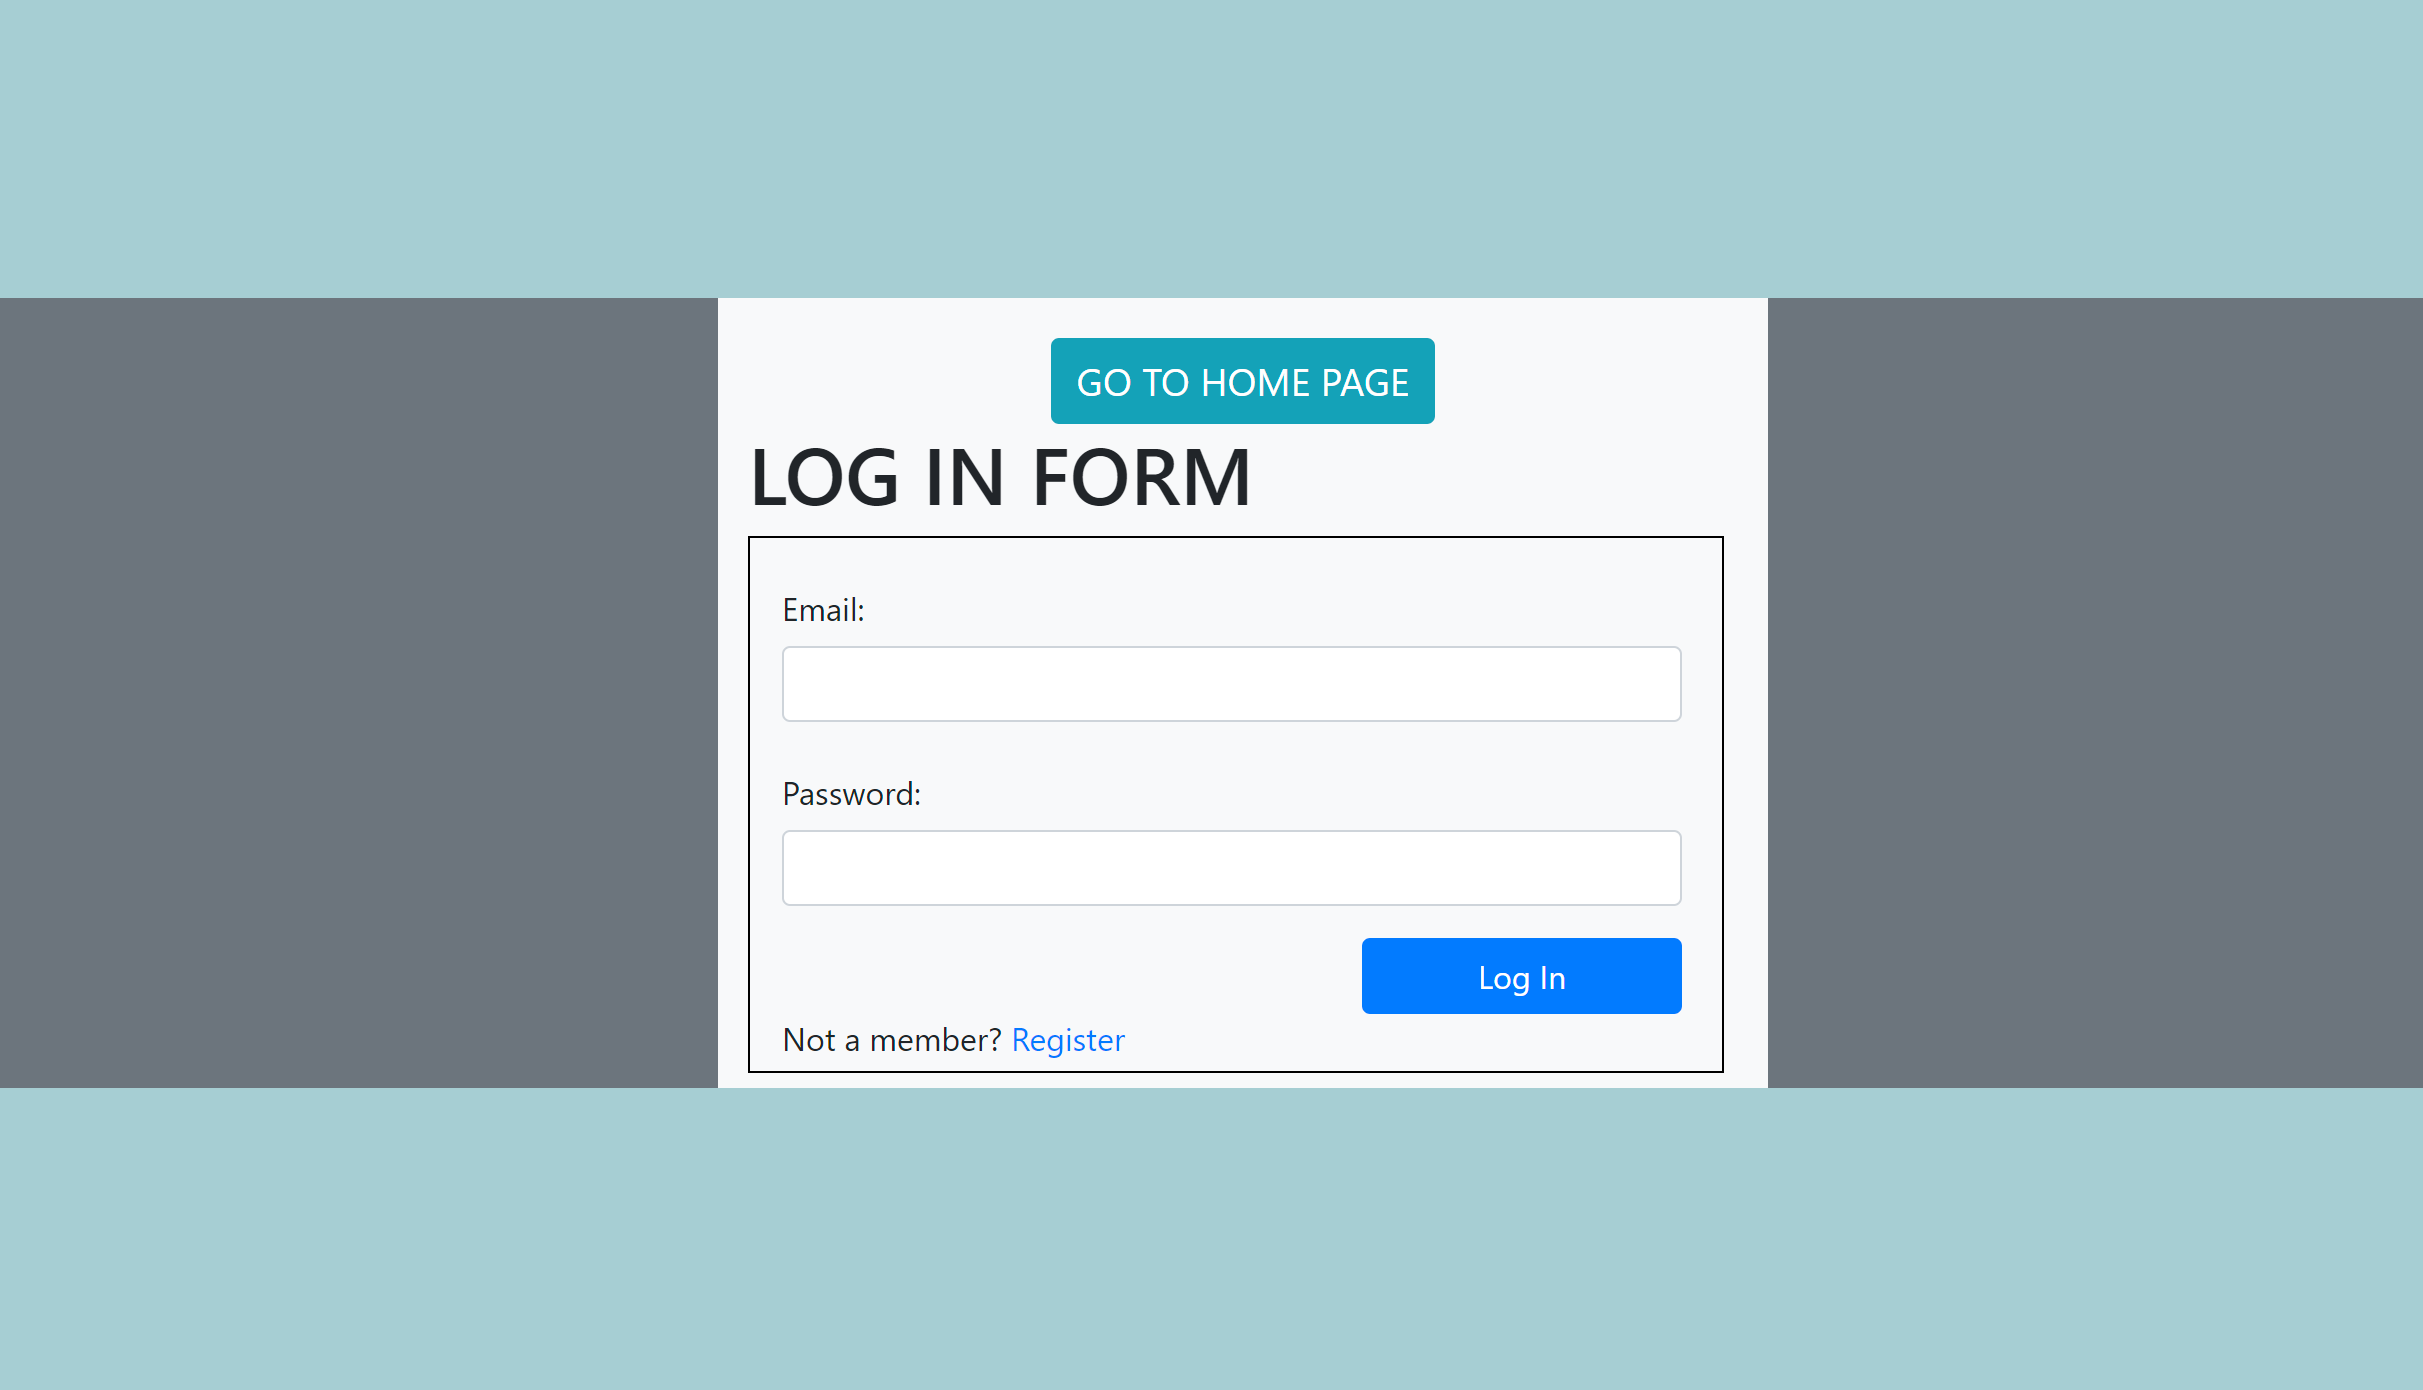 GO TO HOME PAGE
LOG IN FORM
Email:
Password:
Log In
Not a member? Register